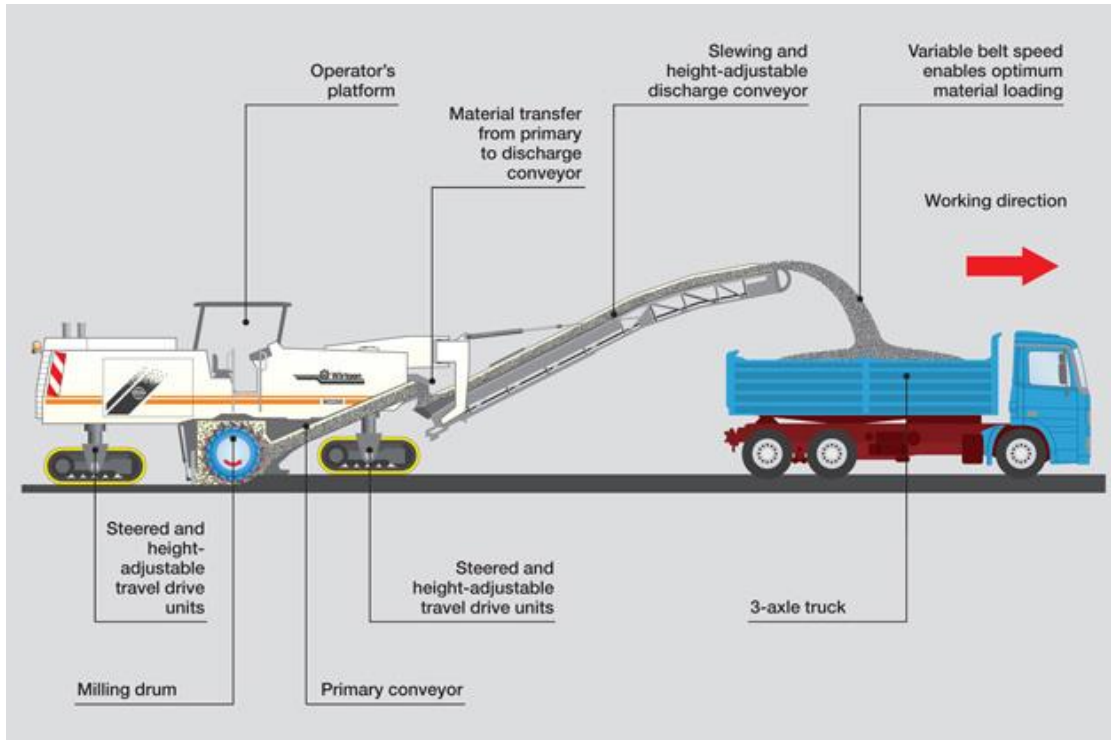 Operator's
platform
Material transfer
from primary
to discharge
conveyor
Slewing and
height-adjustable
discharge conveyor
Variable belt speed
enables optimum
material loading
Working direction
Wirtgen
Steered and
height-
adjustable
travel drive
units
Steered and
height-adjustable
travel drive units
3-axle truck
Milling drum
Primary conveyor